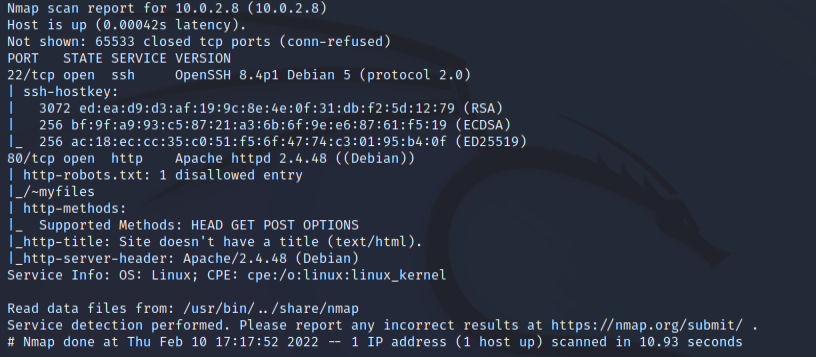 Nmap scan report for 10.0.2.8 (10.0.2.8)
Host is up (0.00042s latency).
Not shown: 65533 closed tcp ports (conn-refused)
PORT   STATE SERVICE VERSION
22/tcp open  ssh     OpenSSH 8.4p1 Debian 5 (protocol 2.0)
| ssh-hostkey:
|   3072 ed:ea:d9:d3:af:19:9c:8e:4e:0f:31:db:f2:5d:12:79 (RSA)
|   256 bf:9f:a9:93:c5:87:21:a3:6b:6f:9e:e6:87:61:f5:19 (ECDSA)
|_  256 ac:18:ec:cc:35:c0:51:f5:6f:47:74:c3:01:95:b4:0f (ED25519)
80/tcp open  http    Apache httpd 2.4.48 ((Debian))
| http-robots.txt: 1 disallowed entry
|_/~myfiles
| http-methods:
|_  Supported Methods: HEAD GET POST OPTIONS
|_http-title: Site doesn't have a title (text/html).
|_http-server-header: Apache/2.4.48 (Debian)
Service Info: OS: Linux; CPE: cpe:/o:linux:linux_kernel

Read data files from: /usr/bin/../share/nmap
Service detection performed. Please report any incorrect results at https://nmap.org/submit/ .
# Nmap done at Thu Feb 10 17:17:52 2022 -- 1 IP address (1 host up) scanned in 10.93 seconds